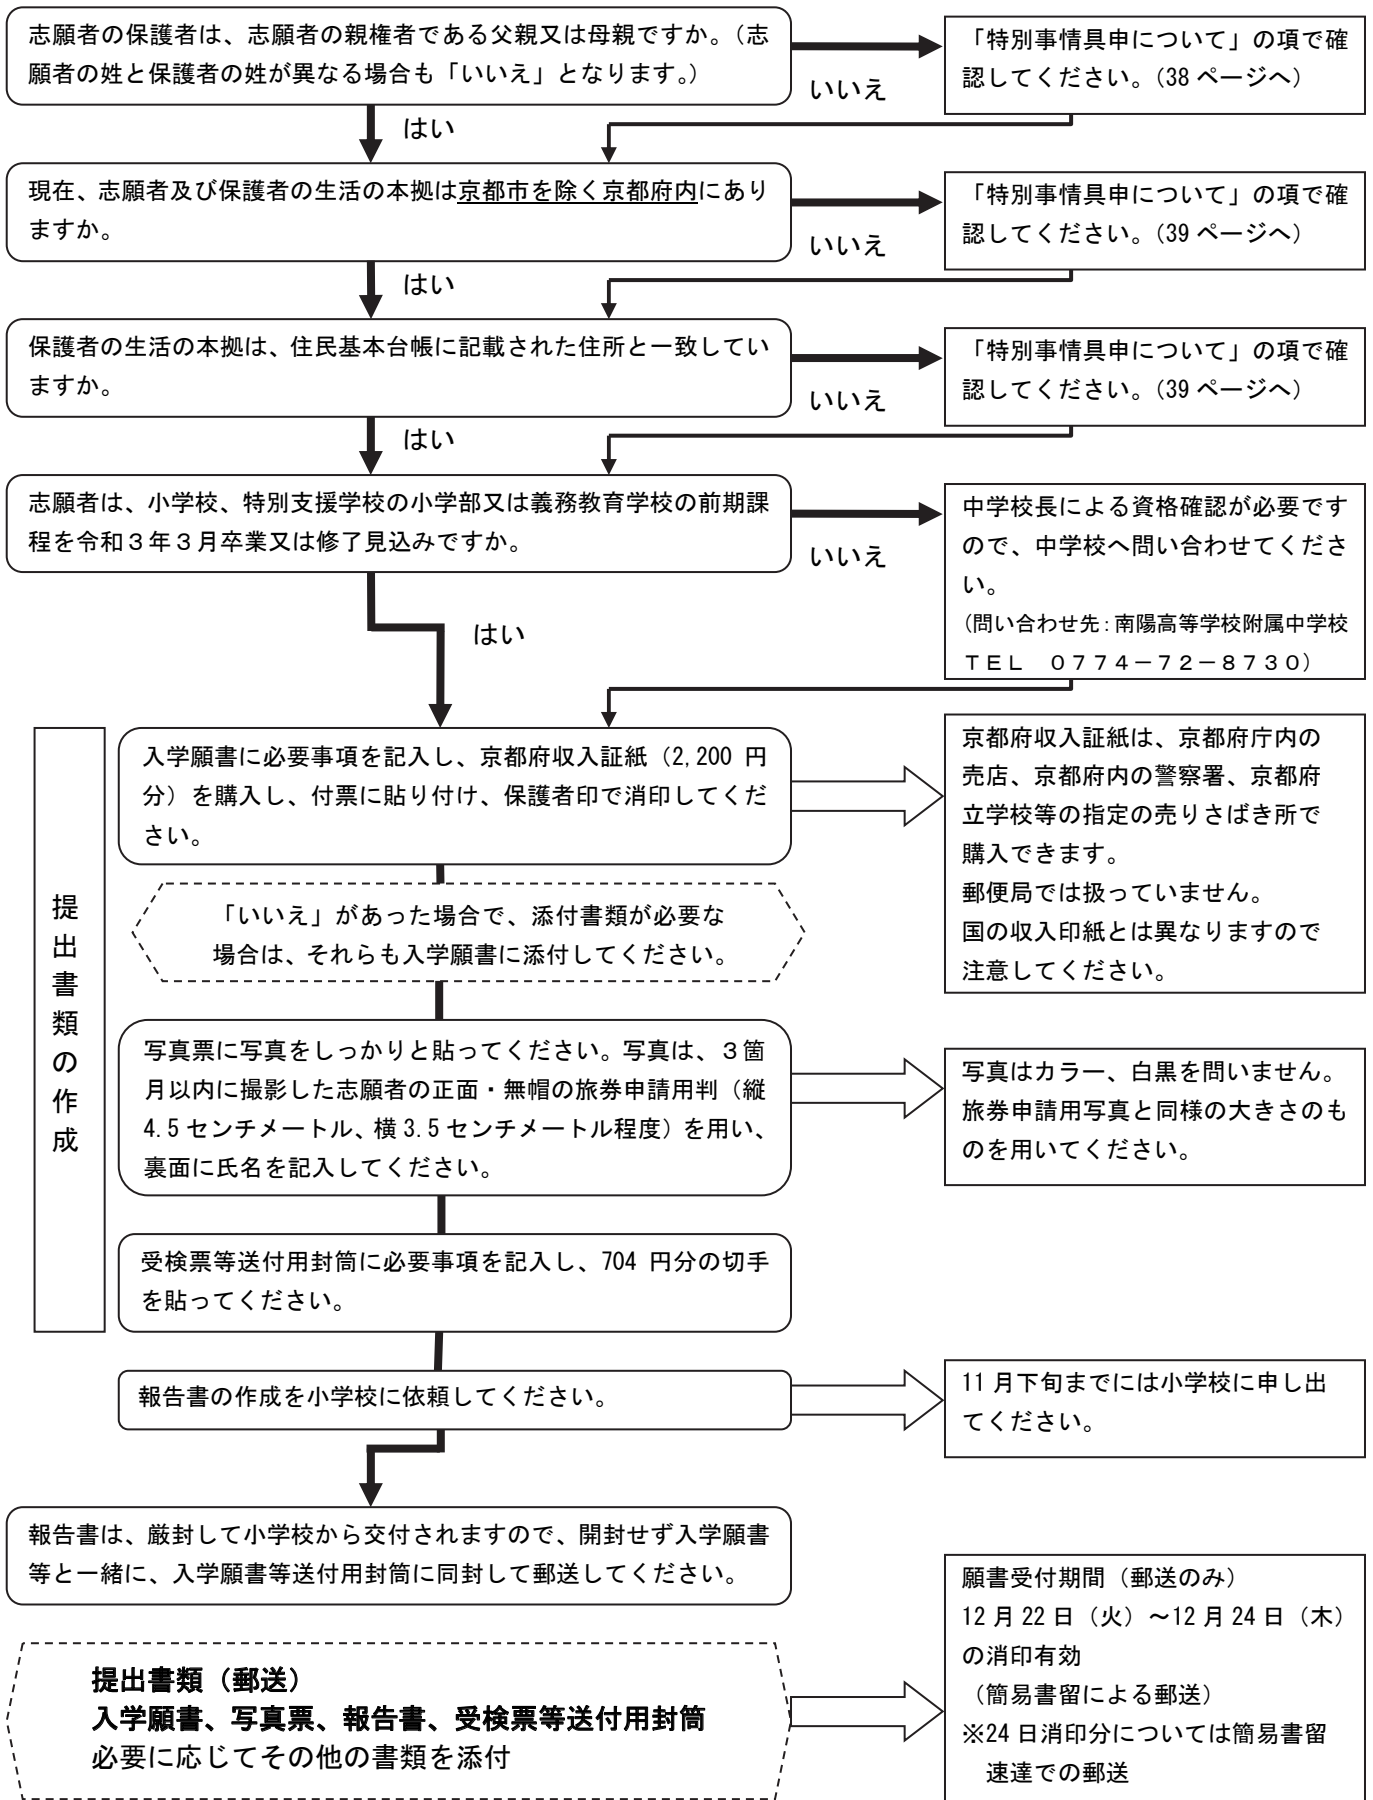 志願者の保護者は、志願者の親権者である父親又は母親ですか。（志
願者の姓と保護者の姓が異なる場合も「いいえ」となります。）
いいえ
「特別事情具申について」の項で確
認してください。（38 ページへ）
はい
現在、志願者及び保護者の生活の本拠は京都市を除く京都府内にあり
ますか。
いいえ
「特別事情具申について」の項で確
認してください。（39 ページへ）
はい
保護者の生活の本拠は、住民基本台帳に記載された住所と一致してい
ますか。
いいえ
「特別事情具申について」の項で確
認してください。（39 ページへ）
はい
志願者は、小学校、特別支援学校の小学部又は義務教育学校の前期課
程を令和３年３月卒業又は修了見込みですか。
いいえ
中学校長による資格確認が必要です
ので、中学校へ問い合わせてくださ
い。
（問い合わせ先：南陽高等学校附属中学校
ＴＥＬ　０７７４－７２－８７３０）
はい
提出書類の作成
入学願書に必要事項を記入し、京都府収入証紙（2,200 円
分）を購入し、付票に貼り付け、保護者印で消印してくだ
さい。
京都府収入証紙は、京都府庁内の
売店、京都府内の警察署、京都府
立学校等の指定の売りさばき所で
購入できます。
郵便局では扱っていません。
国の収入印紙とは異なりますので
注意してください。
「いいえ」があった場合で、添付書類が必要な
場合は、それらも入学願書に添付してください。
写真票に写真をしっかりと貼ってください。写真は、３箇
月以内に撮影した志願者の正面・無帽の旅券申請用判（縦
4.5 センチメートル、横 3.5 センチメートル程度）を用い、
裏面に氏名を記入してください。
写真はカラー、白黒を問いません。
旅券申請用写真と同様の大きさのも
のを用いてください。
受検票等送付用封筒に必要事項を記入し、704 円分の切手
を貼ってください。
報告書の作成を小学校に依頼してください。
11 月下旬までには小学校に申し出
てください。
報告書は、厳封して小学校から交付されますので、開封せず入学願書
等と一緒に、入学願書等送付用封筒に同封して郵送してください。
提出書類（郵送）
入学願書、写真票、報告書、受検票等送付用封筒
必要に応じてその他の書類を添付
願書受付期間（郵送のみ）
12 月 22 日（火）～12 月 24 日（木）
の消印有効
（簡易書留による郵送）
※24 日消印分については簡易書留
速達での郵送